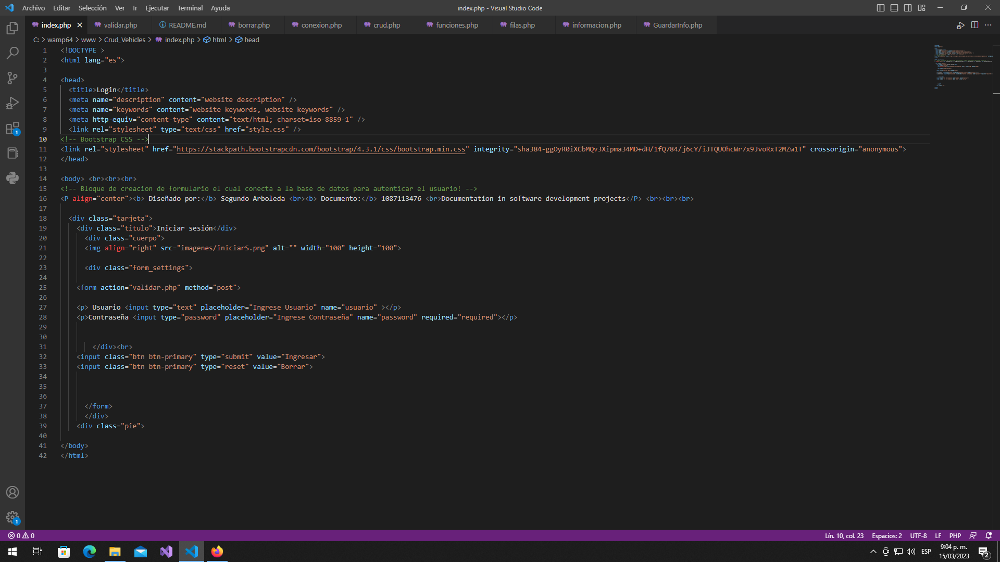 Archivo Editar Selección Ver Ir Ejecutar Terminal Ayuda
index.php - Visual Studio Code
index.php validar.php README.md borrar.php conexion.php crud.php funciones.php filas.php informacion.php GuardarInfo.php
C: > wamp64 > www > Crud_Vehicles > index.php > html > head
1 <!DOCTYPE >
2 <html lang="es">
3
4 <head>
5 <title>Login</title>
6 <meta name="description" content="website description" />
7 <meta name="keywords" content="website keywords, website keywords" />
8 <meta http-equiv="content-type" content="text/html; charset=iso-8859-1" />
9 <link rel="stylesheet" type="text/css" href="style.css" />
10 <!-- Bootstrap CSS -->
11 <link rel="stylesheet" href="https://stackpath.bootstrapcdn.com/bootstrap/4.3.1/css/bootstrap.min.css" integrity="sha384-ggOyR0iXCbMQv3Xipma34MD+dH/1fQ784/j6cY/iJTQUOhcWr7x9JvoRxT2MZw1T" crossorigin="anonymous">
12 </head>
13
14 <body> <br><br><br>
15 <!-- Bloque de creacion de formulario el cual conecta a la base de datos para autenticar el usuario! -->
16 <P align="center"><b> Diseñado por:</b> Segundo Arboleda <br><b> Documento:</b> 1087113476 <br>Documentation in software development projects</P> <br><br><br>
17
18 <div class="tarjeta">
19 <div class="titulo">Iniciar sesión</div>
20 <div class="cuerpo">
21 <img align="right" src="imagenes/iniciarS.png" alt="" width="100" height="100">
22
23 <div class="form_settings">
24
25 <form action="validar.php" method="post">
26
27 <p> Usuario <input type="text" placeholder="Ingrese Usuario" name="usuario" ></p>
28 <p>Contraseña <input type="password" placeholder="Ingrese Contraseña" name="password" required="required"></p>
29
30
31 </div><br>
32 <input class="btn btn-primary" type="submit" value="Ingresar">
33 <input class="btn btn-primary" type="reset" value="Borrar">
34
35
36
37 </form>
38 </div>
39 <div class="pie">
40
41 </body>
42 </html>
1
1
0 0
Lín. 10, col. 23 Espacios: 2 UTF-8 LF PHP
ESP
9:04 p. m.
15/03/2023
2